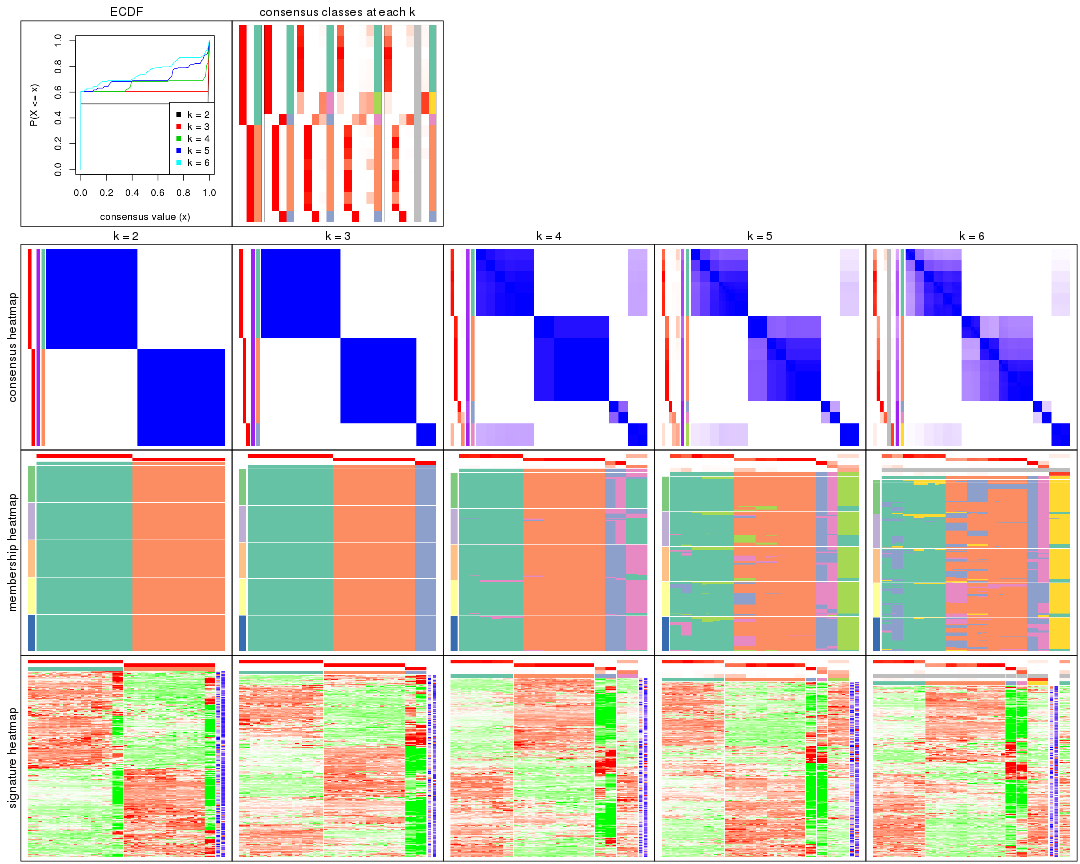 ECDF
consensus classes at each k
P(X <= x)
0.0 0.2 0.4 0.6 0.8 1.0
k = 2
k = 3
k = 4
k = 5
k = 6
0.0 0.2 0.4 0.6 0.8 1.0
consensus value (x)
k = 2
k = 3
k = 4
k = 5
k = 6
consensus heatmap
membership heatmap
signature heatmap